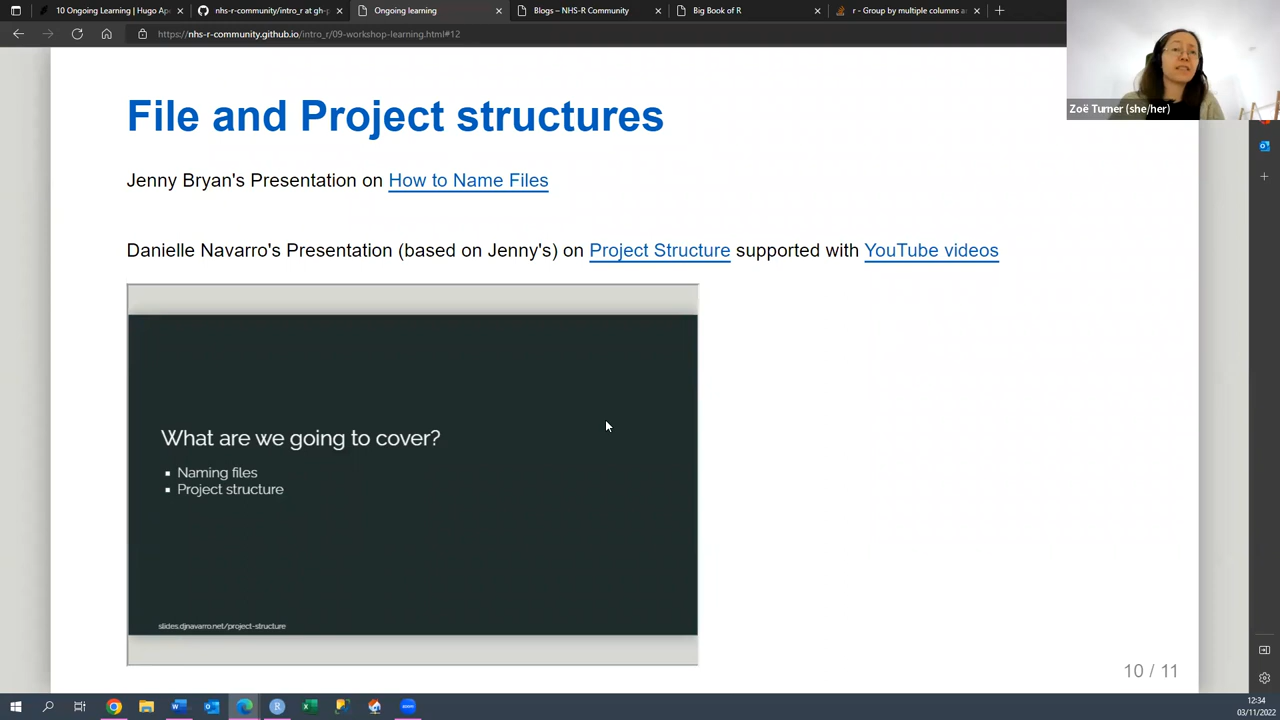 10 Ongoing Learning | Hugo Ape
nhs-r-community/intro_r at gh-p
Ongoing learning
Blogs – NHS-R Community
Big Book of R
r - Group by multiple columns a
https://nhs-r-community.github.io/intro_r/09-workshop-learning.html#12
Zoë Turner (she/her)
File and Project structures
Jenny Bryan's Presentation on How to Name Files
Danielle Navarro's Presentation (based on Jenny's) on Project Structure supported with YouTube videos
What are we going to cover?
Naming files
Project structure
slides.djnavarro.net/project-structure
10 / 11
12:34
03/11/2022